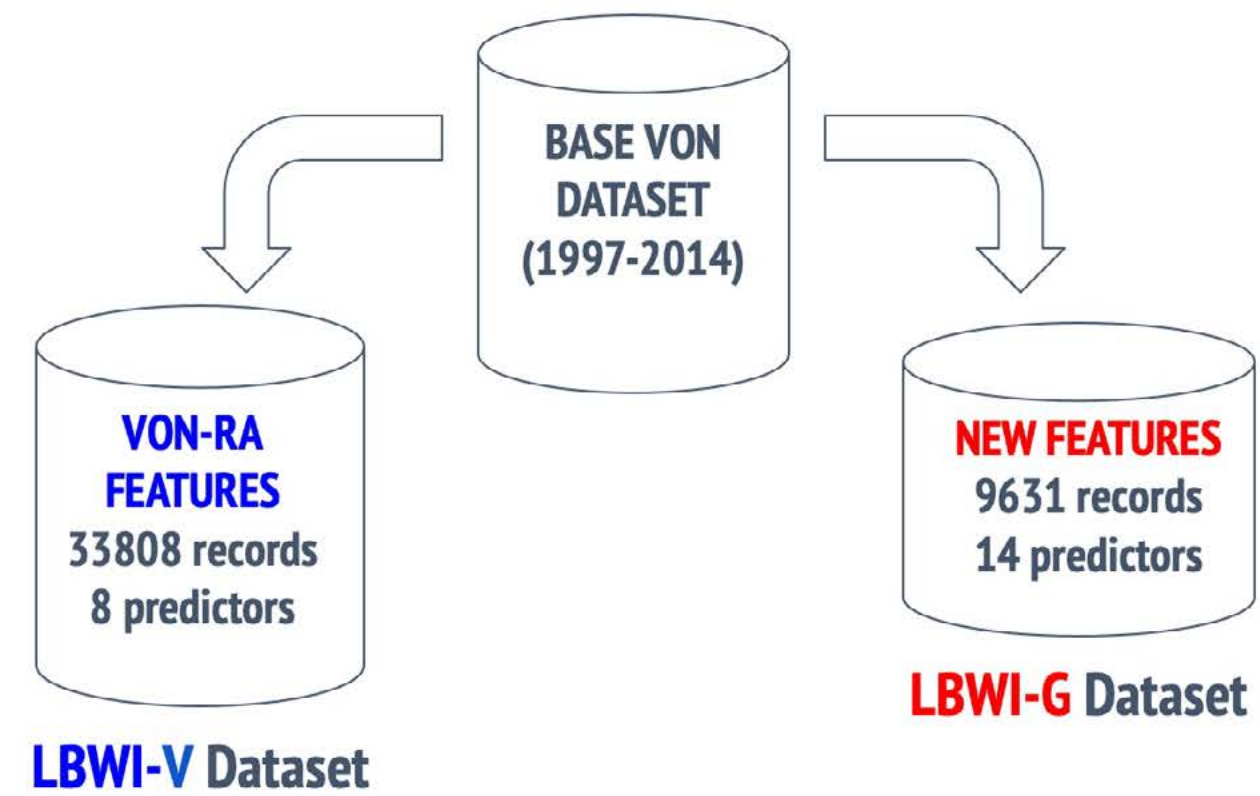 BASE VON
DATASET
(1997-2014)
VON-RA
FEATURES
33808 records
8 predictors
LBWI-V Dataset
NEW FEATURES
9631 records
14 predictors
LBWI-G Dataset